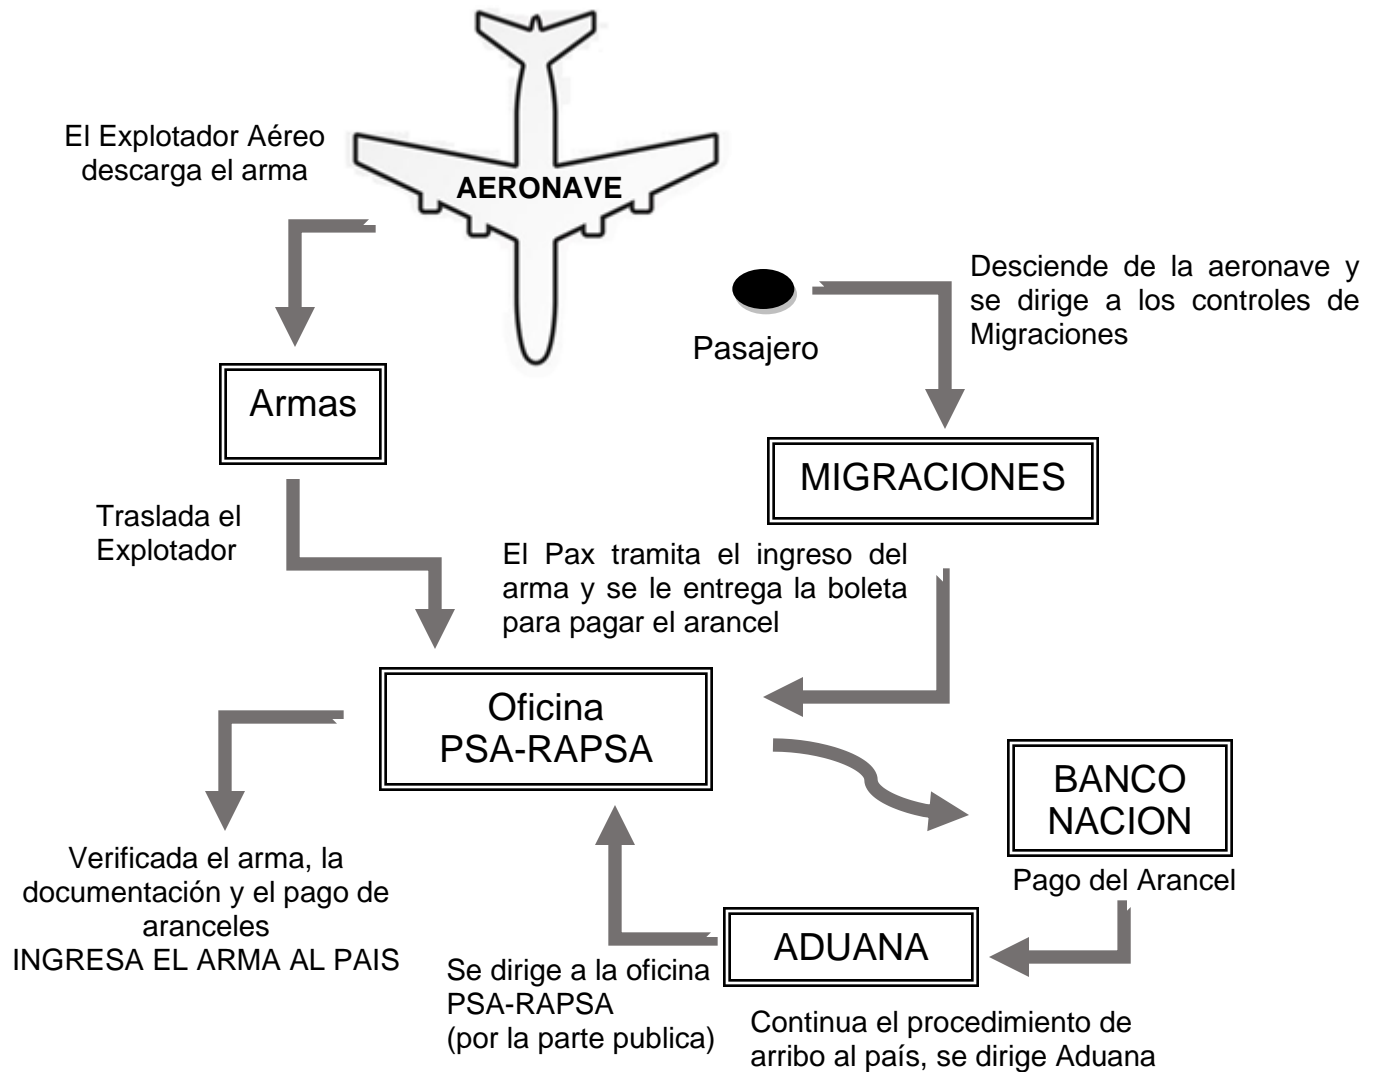 El Explotador Aéreo
descarga el arma
AERONAVE
Desciende de la aeronave y
se dirige a los controles de
Migraciones
Pasajero
Armas
MIGRACIONES
Traslada el
Explotador
El Pax tramita el ingreso del
arma y se le entrega la boleta
para pagar el arancel
Oficina
PSA-RAPSA
BANCO
NACION
Pago del Arancel
Verificada el arma, la
documentación y el pago de
aranceles
INGRESA EL ARMA AL PAIS
ADUANA
Se dirige a la oficina
PSA-RAPSA
(por la parte publica)
Continua el procedimiento de
arribo al país, se dirige Aduana